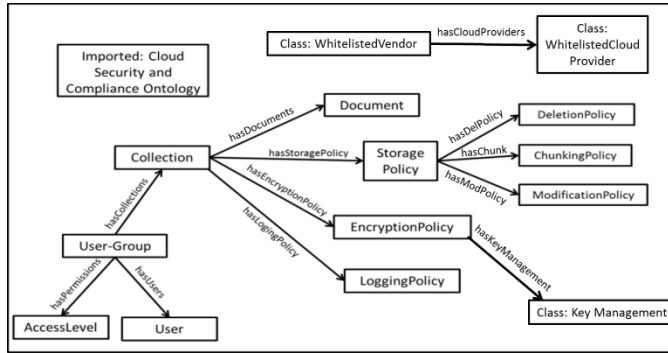 Imported: Cloud
Security and
Compliance Ontology
Class: WhitelistedVendor
hasCloudProviders
Class:
WhitelistedCloud
Provider
Document
hasDocuments
Collection
hasStoragePolicy
Storage
Policy
hasDelPolicy
DeletionPolicy
hasChunk
ChunkingPolicy
hasModPolicy
ModificationPolicy
hasEncryptionPolicy
EncryptionPolicy
hasLogingPolicy
LoggingPolicy
hasKeyManagement
Class: Key Management
hasCollections
User-Group
hasPermissions
hasUsers
AccessLevel
User